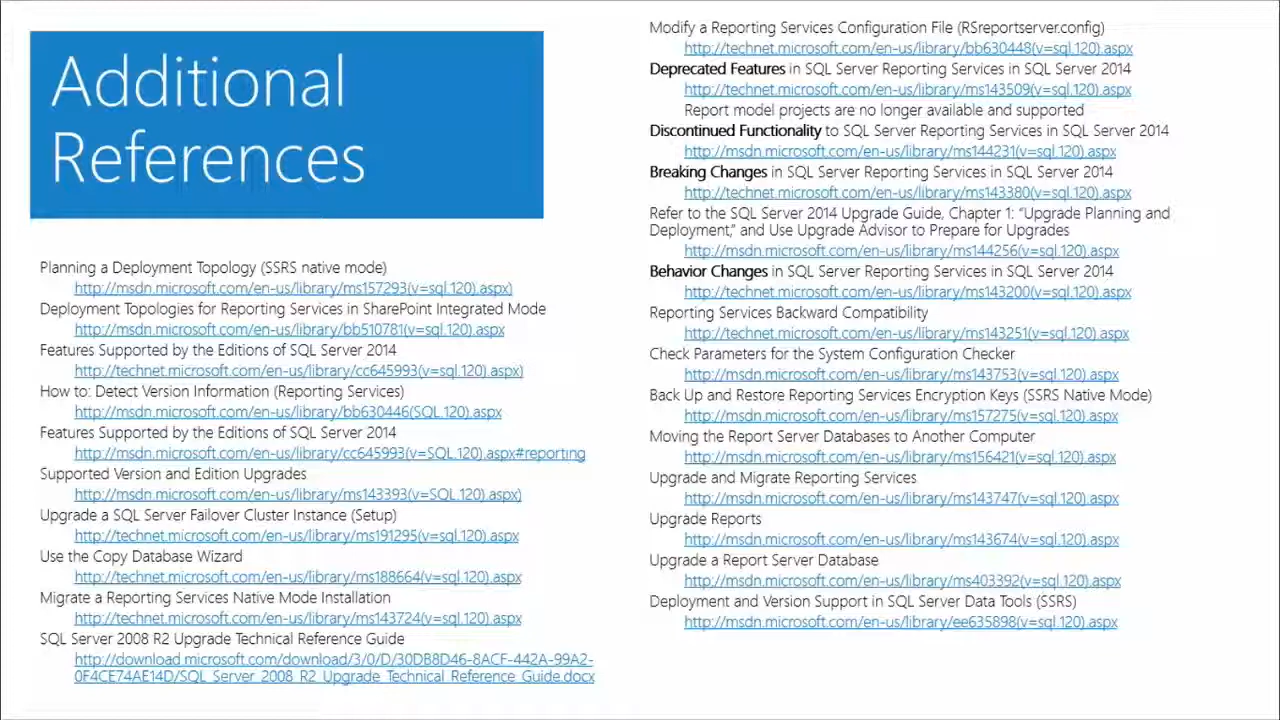 Additional
References
Planning a Deployment Topology (SSRS native mode)
http://msdn.microsoft.com/en-us/library/ms157293(v=sql.120).aspx)
Deployment Topologies for Reporting Services in SharePoint Integrated Mode
http://msdn.microsoft.com/en-us/library/bb510781(v=sql.120).aspx
Features Supported by the Editions of SQL Server 2014
http://msdn.microsoft.com/en-us/library/cc645993(v=sql.120).aspx)
How to: Detect Version Information (Reporting Services)
http://msdn.microsoft.com/en-us/library/bb630446(SQL.120).aspx
Features Supported by the Editions of SQL Server 2014
http://msdn.microsoft.com/en-us/library/cc645993(v=SQL.120).aspx#reporting
Supported Version and Edition Upgrades
http://msdn.microsoft.com/en-us/library/ms143393(v=SQL.120).aspx)
Upgrade a SQL Server Failover Cluster Instance (Setup)
http://technet.microsoft.com/en-us/library/ms191295(v=sql.120).aspx
Use the Copy Database Wizard
http://technet.microsoft.com/en-us/library/ms188664(v=sql.120).aspx
Migrate a Reporting Services Native Mode Installation
http://technet.microsoft.com/en-us/library/ms143724(v=sql.120).aspx
SQL Server 2008 R2 Upgrade Technical Reference Guide
http://download.microsoft.com/download/3/0/D/30DB8D46-8ACF-442A-99A2-
0F4CE74AE14D/SQL_Server_2008_R2_Upgrade_Technical_Reference_Guide.docx
Modify a Reporting Services Configuration File (RSreportserver.config)
http://technet.microsoft.com/en-us/library/bb630448(v=sql.120).aspx
Deprecated Features in SQL Server Reporting Services in SQL Server 2014
http://technet.microsoft.com/en-us/library/ms143509(v=sql.120).aspx
Report model projects are no longer available and supported
Discontinued Functionality to SQL Server Reporting Services in SQL Server 2014
http://msdn.microsoft.com/en-us/library/ms144231(v=sql.120).aspx
Breaking Changes in SQL Server Reporting Services in SQL Server 2014
http://technet.microsoft.com/en-us/library/ms143380(v=sql.120).aspx
Refer to the SQL Server 2014 Upgrade Guide, Chapter 1: “Upgrade Planning and
Deployment,” and Use Upgrade Advisor to Prepare for Upgrades
http://msdn.microsoft.com/en-us/library/ms144256(v=sql.120).aspx
Behavior Changes in SQL Server Reporting Services in SQL Server 2014
http://technet.microsoft.com/en-us/library/ms143200(v=sql.120).aspx
Reporting Services Backward Compatibility
http://technet.microsoft.com/en-us/library/ms143251(v=sql.120).aspx
Check Parameters for the System Configuration Checker
http://msdn.microsoft.com/en-us/library/ms143753(v=sql.120).aspx
Back Up and Restore Reporting Services Encryption Keys (SSRS Native Mode)
http://msdn.microsoft.com/en-us/library/ms157275(v=sql.120).aspx
Moving the Report Server Databases to Another Computer
http://msdn.microsoft.com/en-us/library/ms156421(v=sql.120).aspx
Upgrade and Migrate Reporting Services
http://msdn.microsoft.com/en-us/library/ms143747(v=sql.120).aspx
Upgrade Reports
http://msdn.microsoft.com/en-us/library/ms143674(v=sql.120).aspx
Upgrade a Report Server Database
http://msdn.microsoft.com/en-us/library/ms403392(v=sql.120).aspx
Deployment and Version Support in SQL Server Data Tools (SSRS)
http://msdn.microsoft.com/en-us/library/ee635898(v=sql.120).aspx